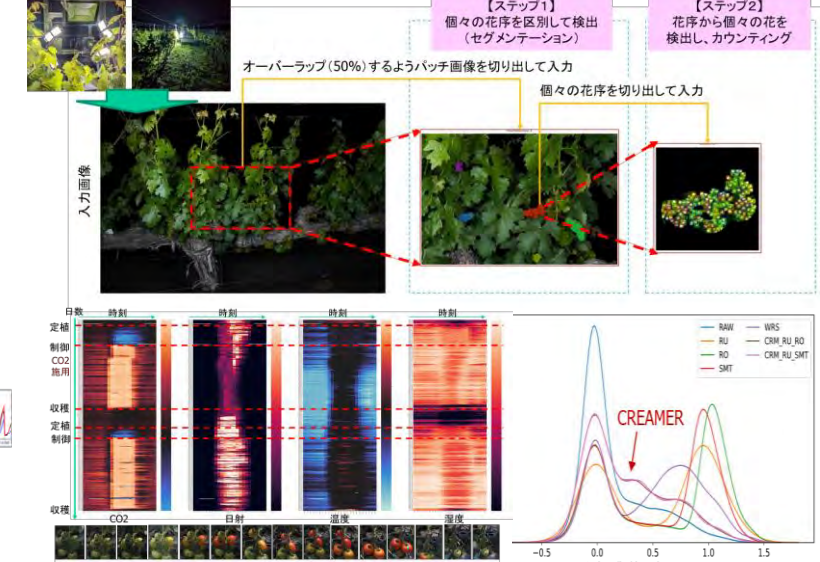 【ステップ1】
個々の花序を区別して検出
（セグメンテーション）
【ステップ2】
花序から個々の花を
検出し、カウンティング
オーバーラップ（50%）するようパッチ画像を切り出して入力
個々の花序を切り出して入力
入力画像
日数
時刻
時刻
時刻
時刻
定植
制御
CO2
施用
収穫
定植
制御
収穫
CO2
日射
温度
湿度
RAW
RU
RO
SMT
WRS
CRM_RU_RO
CRM_RU_SMT
CREAMER
−0.5
0.0
0.5
1.0
1.5